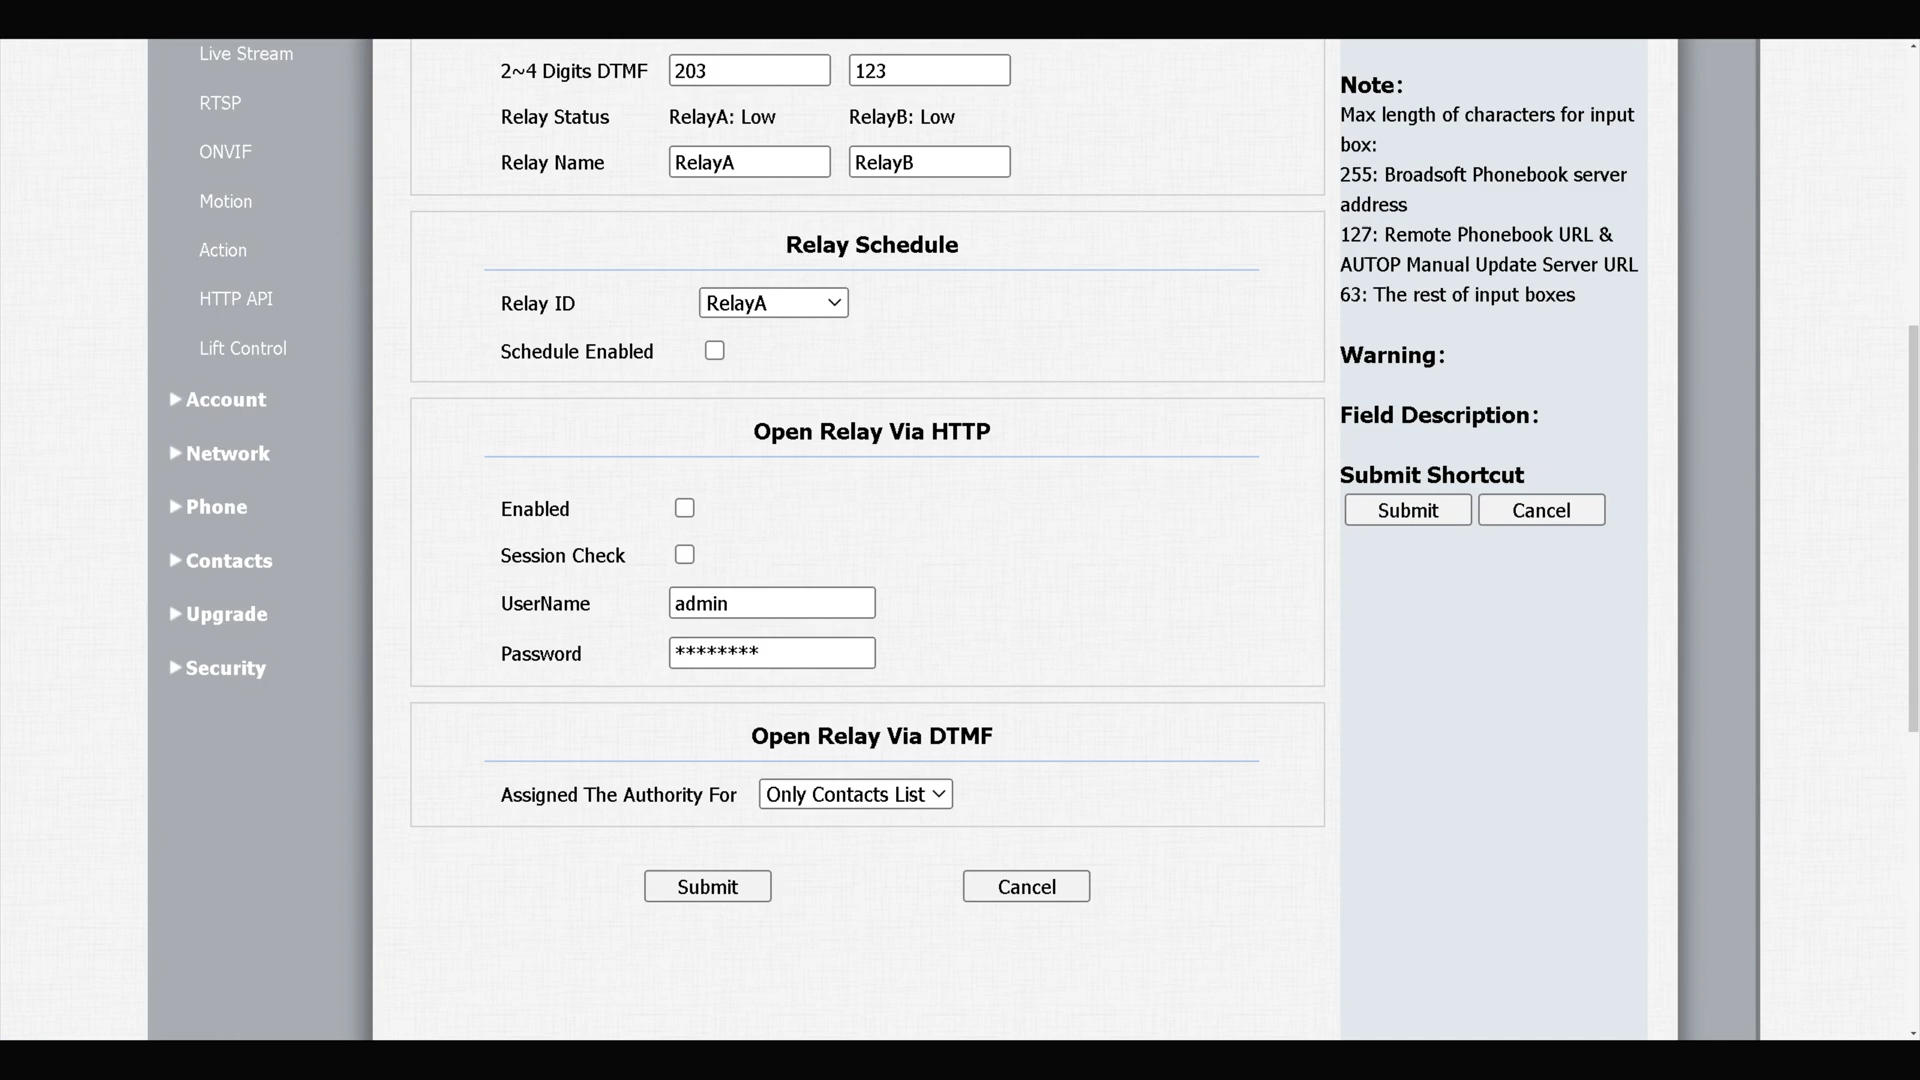 Live Stream
RTSP
ONVIF
Motion
Action
HTTP API
Lift Control
Account
Network
Phone
Contacts
Upgrade
Security
2~4 Digits DTMF 203 123
Relay Status RelayA: Low RelayB: Low
Relay Name RelayA RelayB
Relay Schedule
Relay ID RelayA
Schedule Enabled
Open Relay Via HTTP
Enabled
Session Check
UserName admin
Password ********
Open Relay Via DTMF
Assigned The Authority For Only Contacts List
Submit Cancel
Note:
Max length of characters for input
box:
255: Broadsoft Phonebook server
address
127: Remote Phonebook URL &
AUTOP Manual Update Server URL
63: The rest of input boxes
Warning:
Field Description:
Submit Shortcut
Submit Cancel